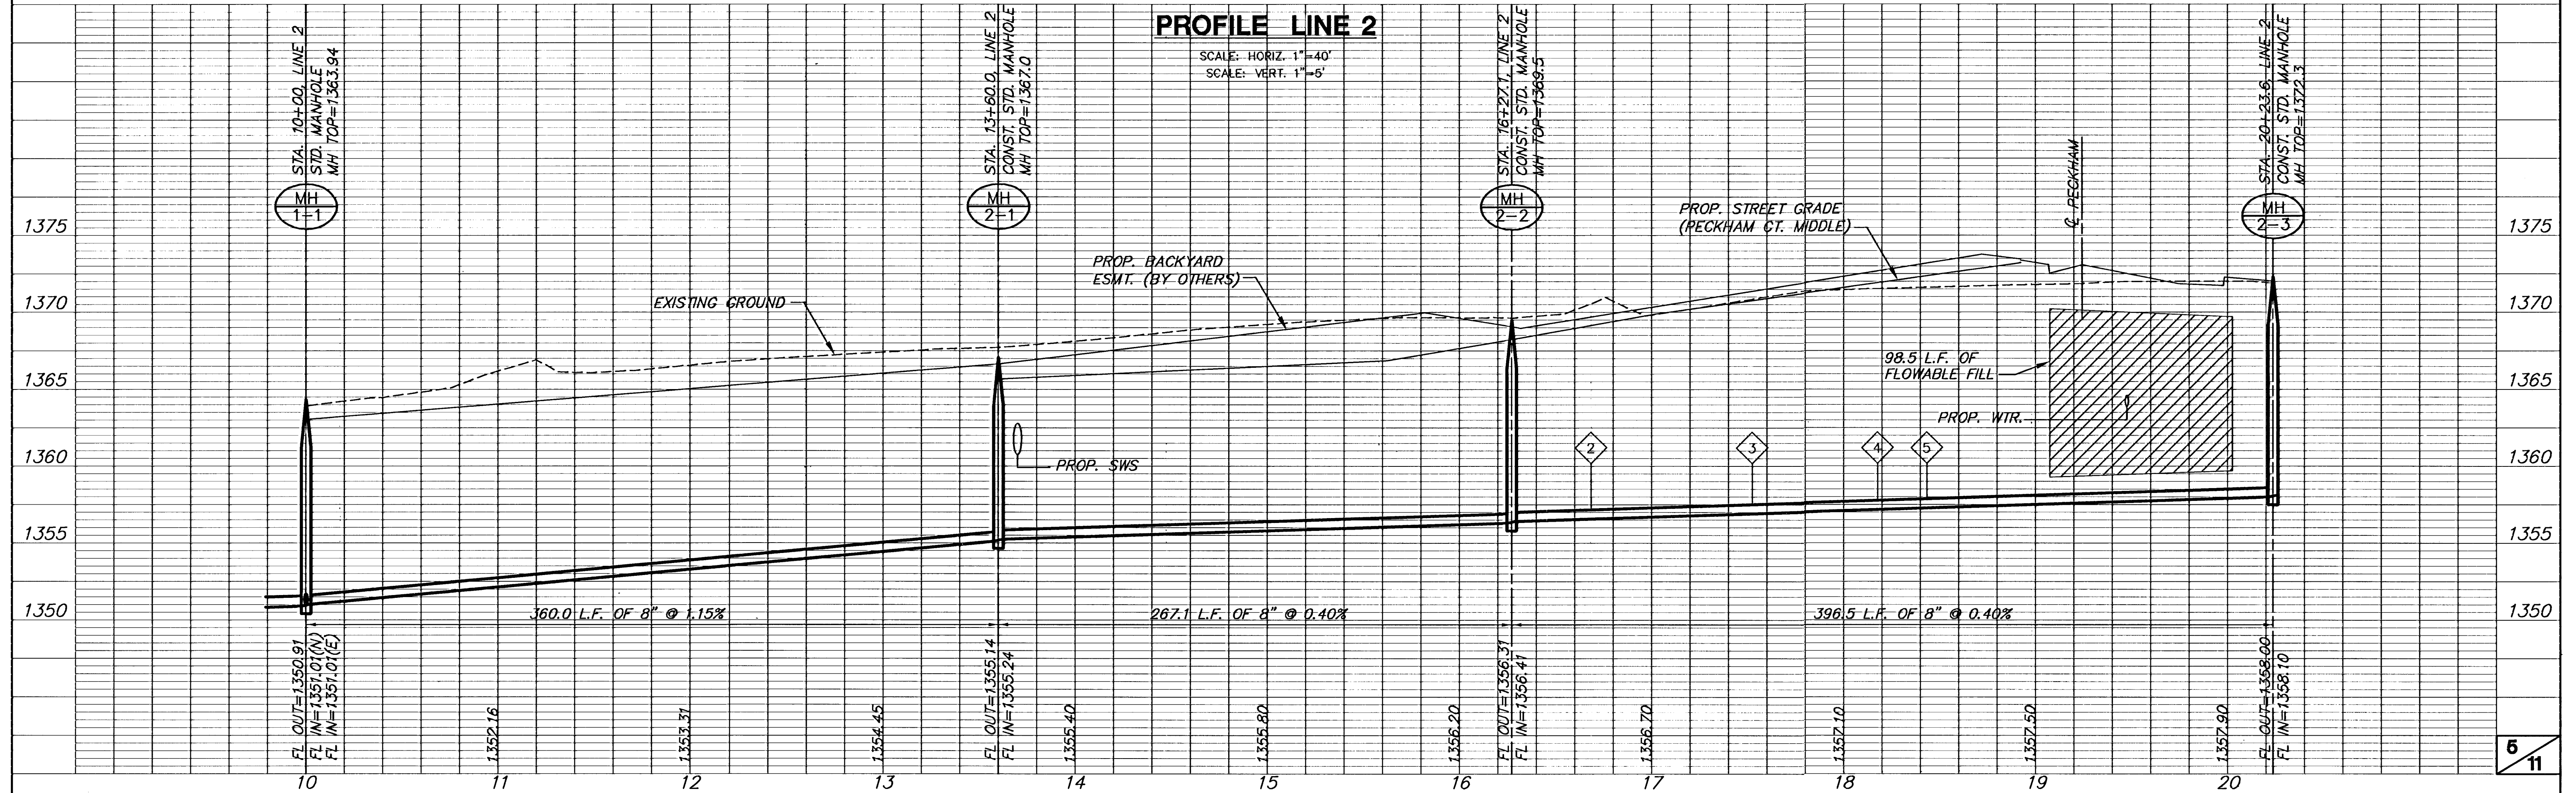 PROFILE LINE 2
SCALE: HORIZ. 1"=40'
SCALE: VERT. 1"=5'
STA. 10+00, LINE 2
STD. MANHOLE
MH TOP=1363.94
STA. 13+60.0, LINE 2
CONST. STD. MANHOLE
MH TOP=1367.0
STA. 16+27.1, LINE 2
CONST. STD. MANHOLE
MH TOP=1369.5
STA. 20+23.6, LINE 2
CONST. STD. MANHOLE
MH TOP=1372.3
MH
1-1
MH
2-1
MH
2-2
MH
2-3
℄ PECKHAM
PROP. STREET GRADE
(PECKHAM CT. MIDDLE)
PROP. BACKYARD
ESMT. (BY OTHERS)
EXISTING GROUND
98.5 L.F. OF
FLOWABLE FILL
PROP. WTR.
PROP. SWS
2
3
4
5
1375
1370
1365
1360
1355
1350
1375
1370
1365
1360
1355
1350
360.0 L.F. OF 8" @ 1.15%
267.1 L.F. OF 8" @ 0.40%
396.5 L.F. OF 8" @ 0.40%
FL OUT=1350.91
FL IN=1351.01(N)
FL IN=1351.01(E)
1352.16
1353.31
1354.45
FL OUT=1355.14
FL IN=1355.24
1355.40
1355.80
1356.20
FL OUT=1356.31
FL IN=1356.41
1356.70
1357.10
1357.50
1357.90
FL OUT=1358.00
FL IN=1358.10
10
11
12
13
14
15
16
17
18
19
20
5
11